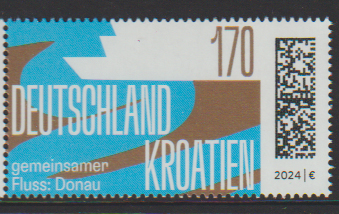 170
DEUTSCHLAND
KROATIEN
gemeinsamer
Fluss: Donau
2024 | €